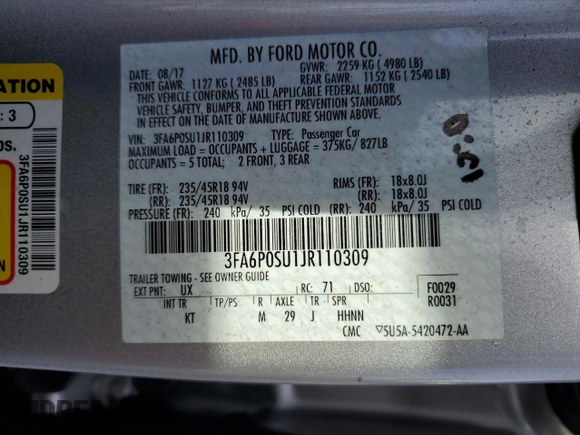 MFD. BY FORD MOTOR CO.
DATE: 08/17 GVWR: 2259 KG ( 4980 LB)
FRONT GAWR: 1127 KG ( 2485 LB) REAR GAWR: 1152 KG ( 2540 LB)
THIS VEHICLE CONFORMS TO ALL APPLICABLE FEDERAL MOTOR
VEHICLE SAFETY, BUMPER, AND THEFT PREVENTION STANDARDS
IN EFFECT ON THE DATE OF MANUFACTURE SHOWN ABOVE.
VIN: 3FA6P0SU1JR110309 TYPE: Passenger Car
MAXIMUM LOAD = OCCUPANTS + LUGGAGE = 375KG/ 827LB
OCCUPANTS = 5 TOTAL; 2 FRONT, 3 REAR
TIRE (FR): 235/45R18 94V RIMS (FR): 18x8.0J
(RR): 235/45R18 94V (RR): 18x8.0J
PRESSURE (FR): 240 kPa/ 35 PSI COLD (RR): 240 kPa/ 35 PSI COLD
3FA6P0SU1JR110309
TRAILER TOWING - SEE OWNER GUIDE
EXT PNT: UX RC: 71 DSO: F0029
R0031
INT TR TP/PS R AXLE TR SPR
KT M 29 J HHNN
CMC ▽5U5A-5420472-AA
ATION
: 3
os.
3FA6P0SU1JR110309